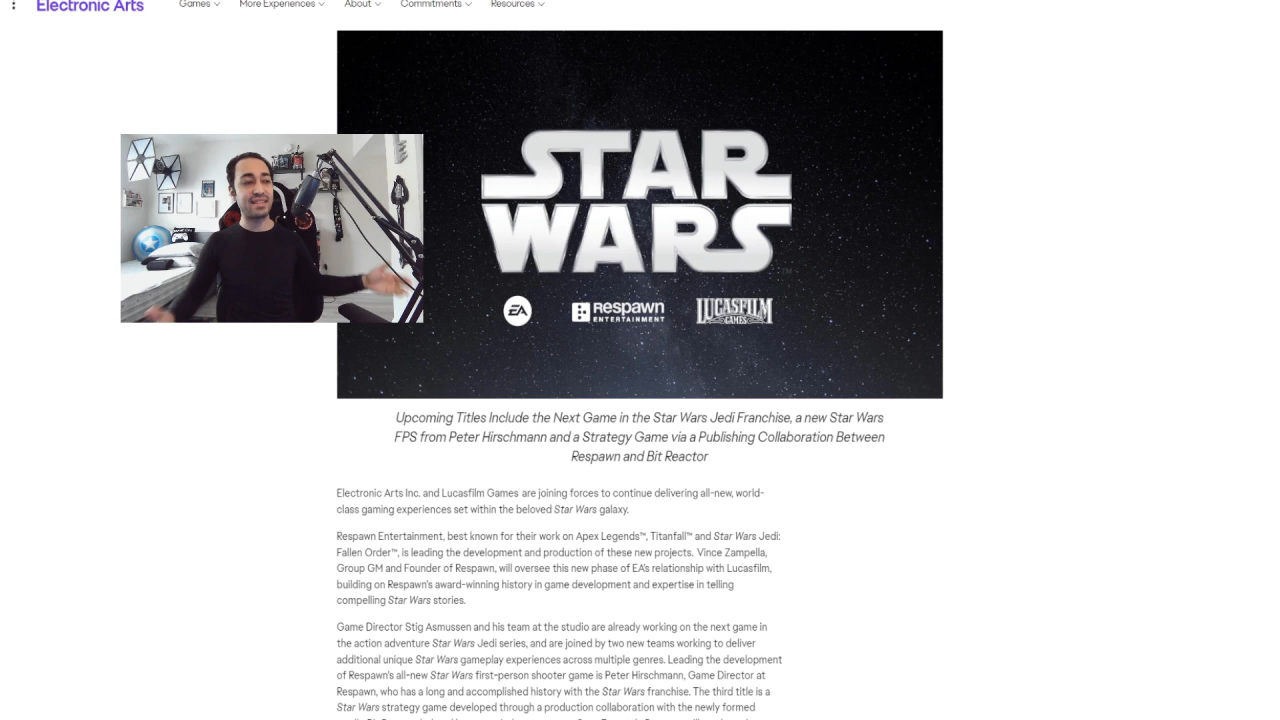 Electronic Arts
Games
More Experiences
About
Commitments
Resources
STAR
WARS
TM
EA
Respawn
ENTERTAINMENT
LUCASFILM
GAMES
Upcoming Titles Include the Next Game in the Star Wars Jedi Franchise, a new Star Wars
FPS from Peter Hirschmann and a Strategy Game via a Publishing Collaboration Between
Respawn and Bit Reactor
Electronic Arts Inc. and Lucasfilm Games are joining forces to continue delivering all-new, world-
class gaming experiences set within the beloved Star Wars galaxy.
Respawn Entertainment, best known for their work on Apex Legends™, Titanfall™ and Star Wars Jedi:
Fallen Order™, is leading the development and production of these new projects. Vince Zampella,
Group GM and Founder of Respawn, will oversee this new phase of EA's relationship with Lucasfilm,
building on Respawn's award-winning history in game development and expertise in telling
compelling Star Wars stories.
Game Director Stig Asmussen and his team at the studio are already working on the next game in
the action adventure Star Wars Jedi series, and are joined by two new teams working to deliver
additional unique Star Wars gameplay experiences across multiple genres. Leading the development
of Respawn's all-new Star Wars first-person shooter game is Peter Hirschmann, Game Director at
Respawn, who has a long and accomplished history with the Star Wars franchise. The third title is a
Star Wars strategy game developed through a production collaboration with the newly formed